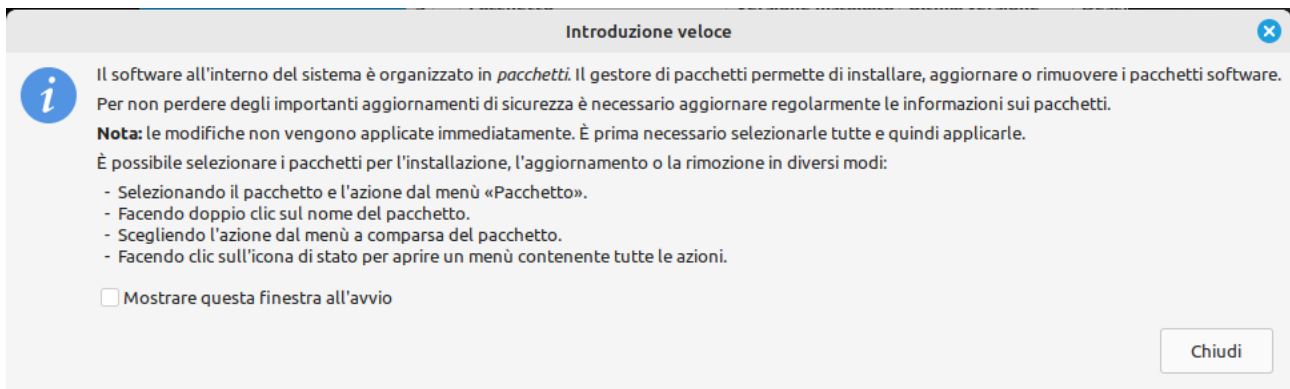 Introduzione veloce
Il software all'interno del sistema è organizzato in pacchetti. Il gestore di pacchetti permette di installare, aggiornare o rimuovere i pacchetti software.
Per non perdere degli importanti aggiornamenti di sicurezza è necessario aggiornare regolarmente le informazioni sui pacchetti.
Nota: le modifiche non vengono applicate immediatamente. È prima necessario selezionarle tutte e quindi applicarle.
È possibile selezionare i pacchetti per l'installazione, l'aggiornamento o la rimozione in diversi modi:
- Selezionando il pacchetto e l'azione dal menù «Pacchetto».
- Facendo doppio clic sul nome del pacchetto.
- Scegliendo l'azione dal menù a comparsa del pacchetto.
- Facendo clic sull'icona di stato per aprire un menù contenente tutte le azioni.
Mostrare questa finestra all'avvio
Chiudi